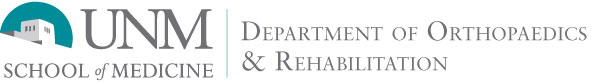 UNM
SCHOOL of MEDICINE
DEPARTMENT OF ORTHOPAEDICS
& REHABILITATION